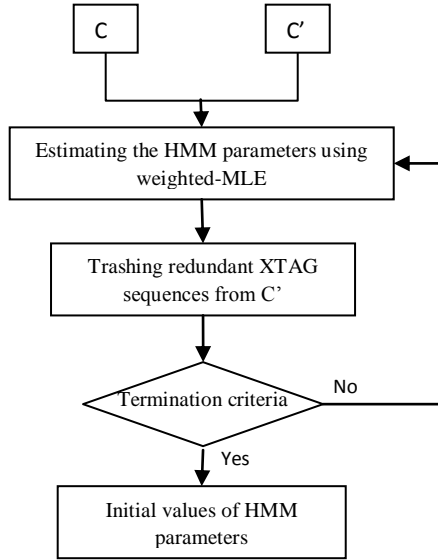 C
C’
Estimating the HMM parameters using
weighted-MLE
Trashing redundant XTAG
sequences from C’
Termination criteria
No
Yes
Initial values of HMM
parameters